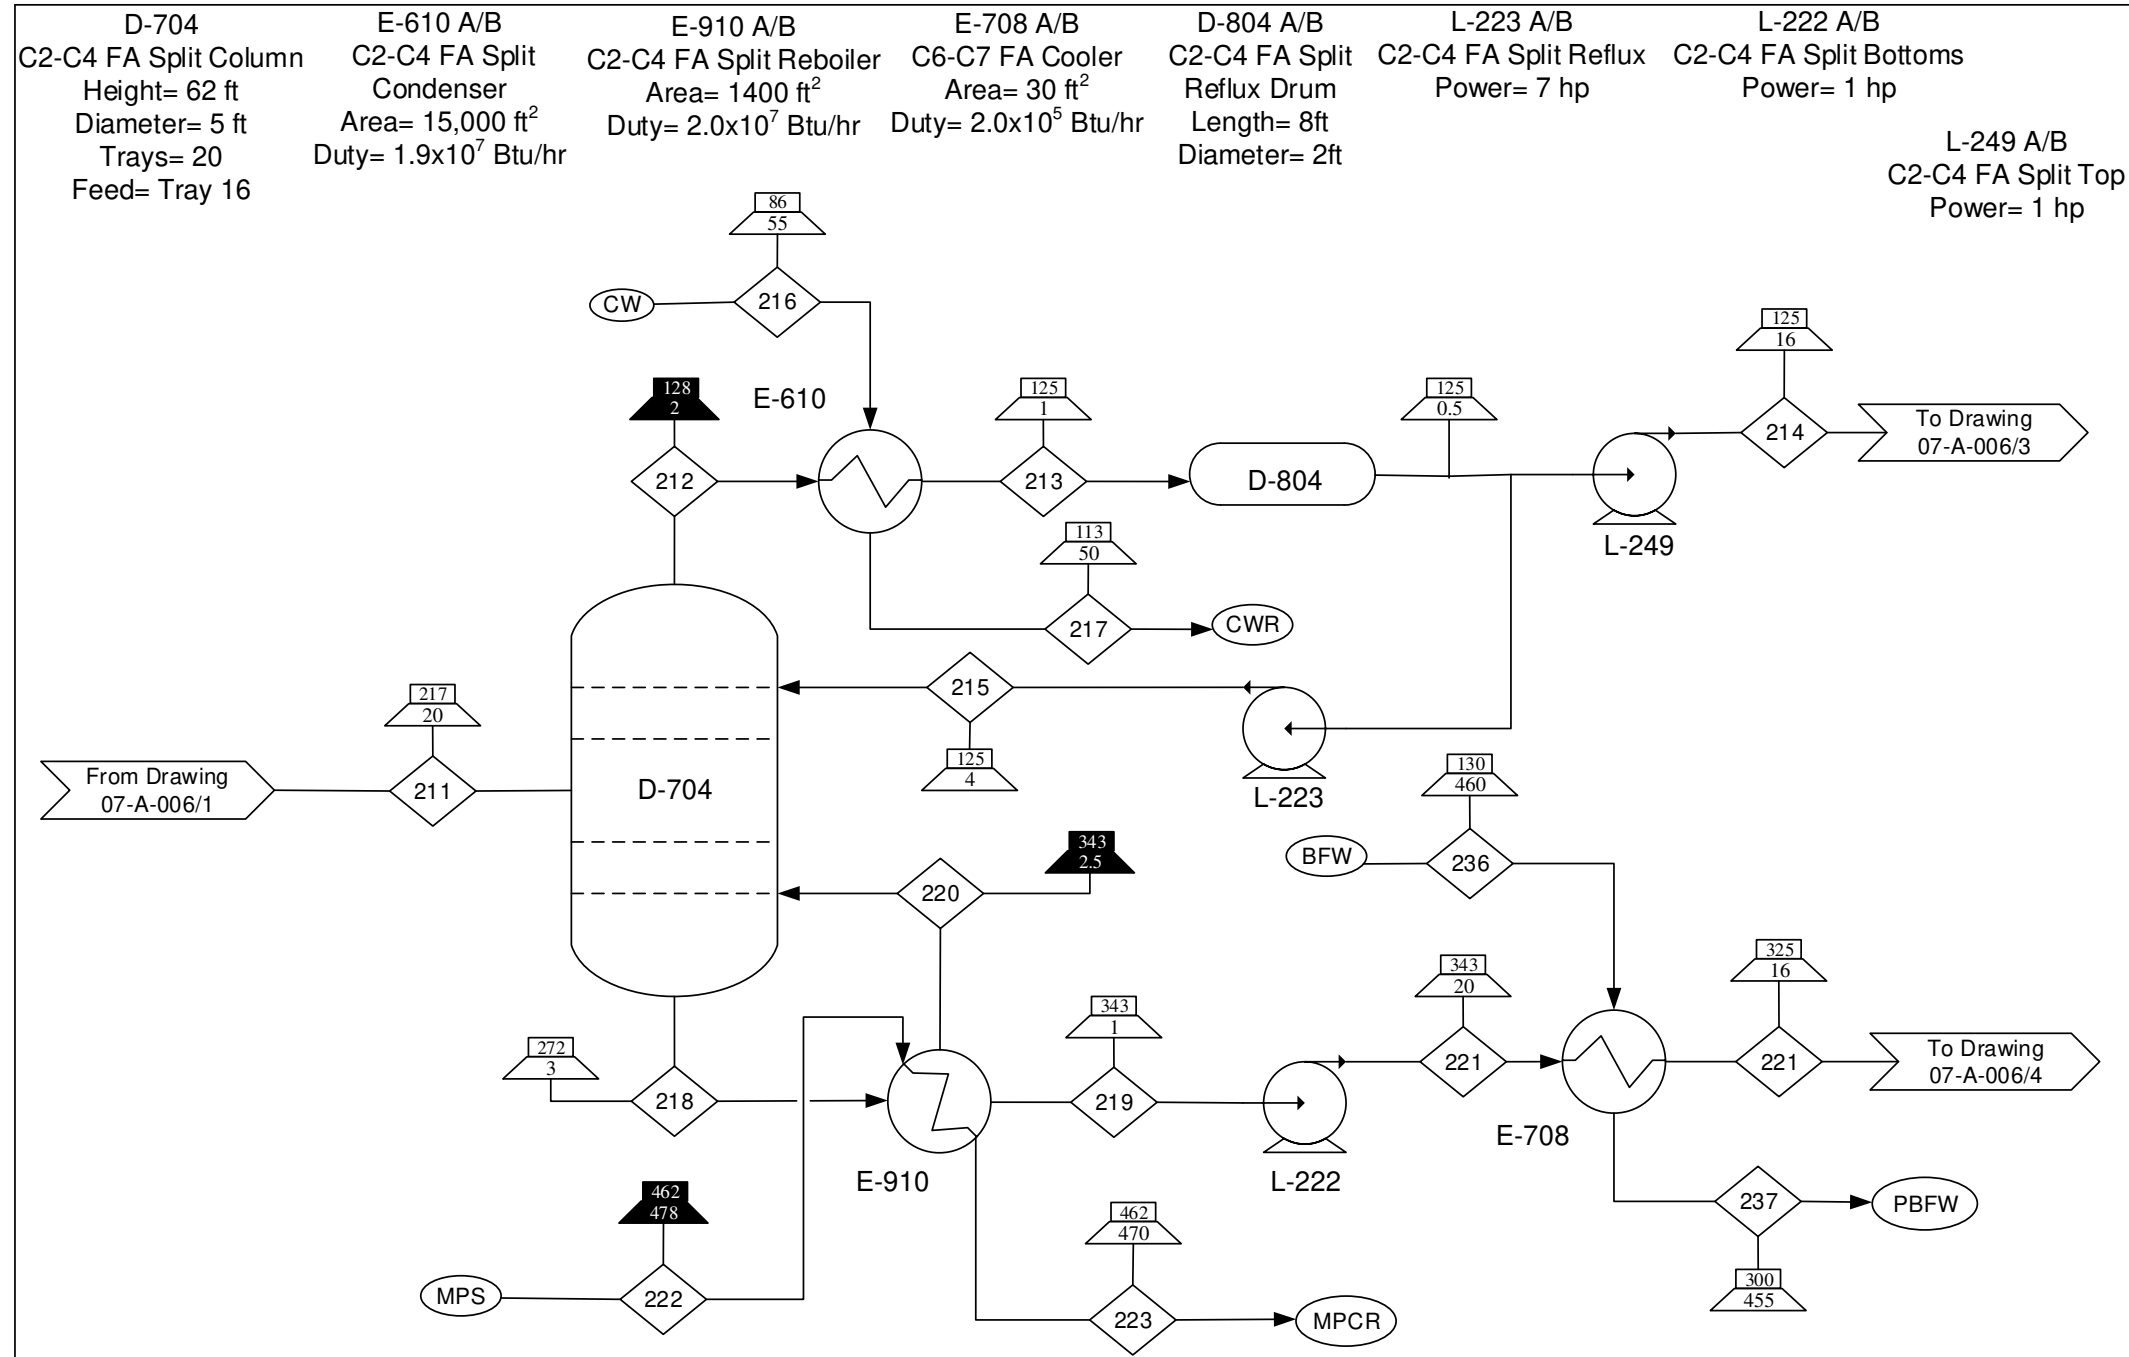 D-704
C2-C4 FA Split Column
Height= 62 ft
Diameter= 5 ft
Trays= 20
Feed= Tray 16
E-610 A/B
C2-C4 FA Split
Condenser
Area= 15,000 ft²
Duty= 1.9x10⁷ Btu/hr
E-910 A/B
C2-C4 FA Split Reboiler
Area= 1400 ft²
Duty= 2.0x10⁷ Btu/hr
E-708 A/B
C6-C7 FA Cooler
Area= 30 ft²
Duty= 2.0x10⁵ Btu/hr
D-804 A/B
C2-C4 FA Split
Reflux Drum
Length= 8ft
Diameter= 2ft
L-223 A/B
C2-C4 FA Split Reflux
Power= 7 hp
L-222 A/B
C2-C4 FA Split Bottoms
Power= 1 hp
L-249 A/B
C2-C4 FA Split Top
Power= 1 hp
86
55
CW
216
E-610
128
2
212
125
1
213
D-804
125
0.5
L-249
125
16
214
To Drawing
07-A-006/3
113
50
217
CWR
215
125
4
L-223
From Drawing
07-A-006/1
217
20
211
D-704
343
2.5
220
130
460
BFW
236
272
3
218
E-910
343
1
219
L-222
343
20
221
E-708
325
16
221
To Drawing
07-A-006/4
237
PBFW
300
455
462
478
MPS
222
462
470
223
MPCR